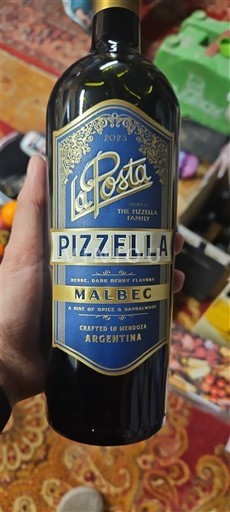 2023
La Posta
THE PIZZELLA
FAMILY
PIZZELLA
DENSE, DARK BERRY FLAVORS
MALBEC
A HINT OF SPICE & SANDALWOOD
CRAFTED IN MENDOZA
ARGENTINA